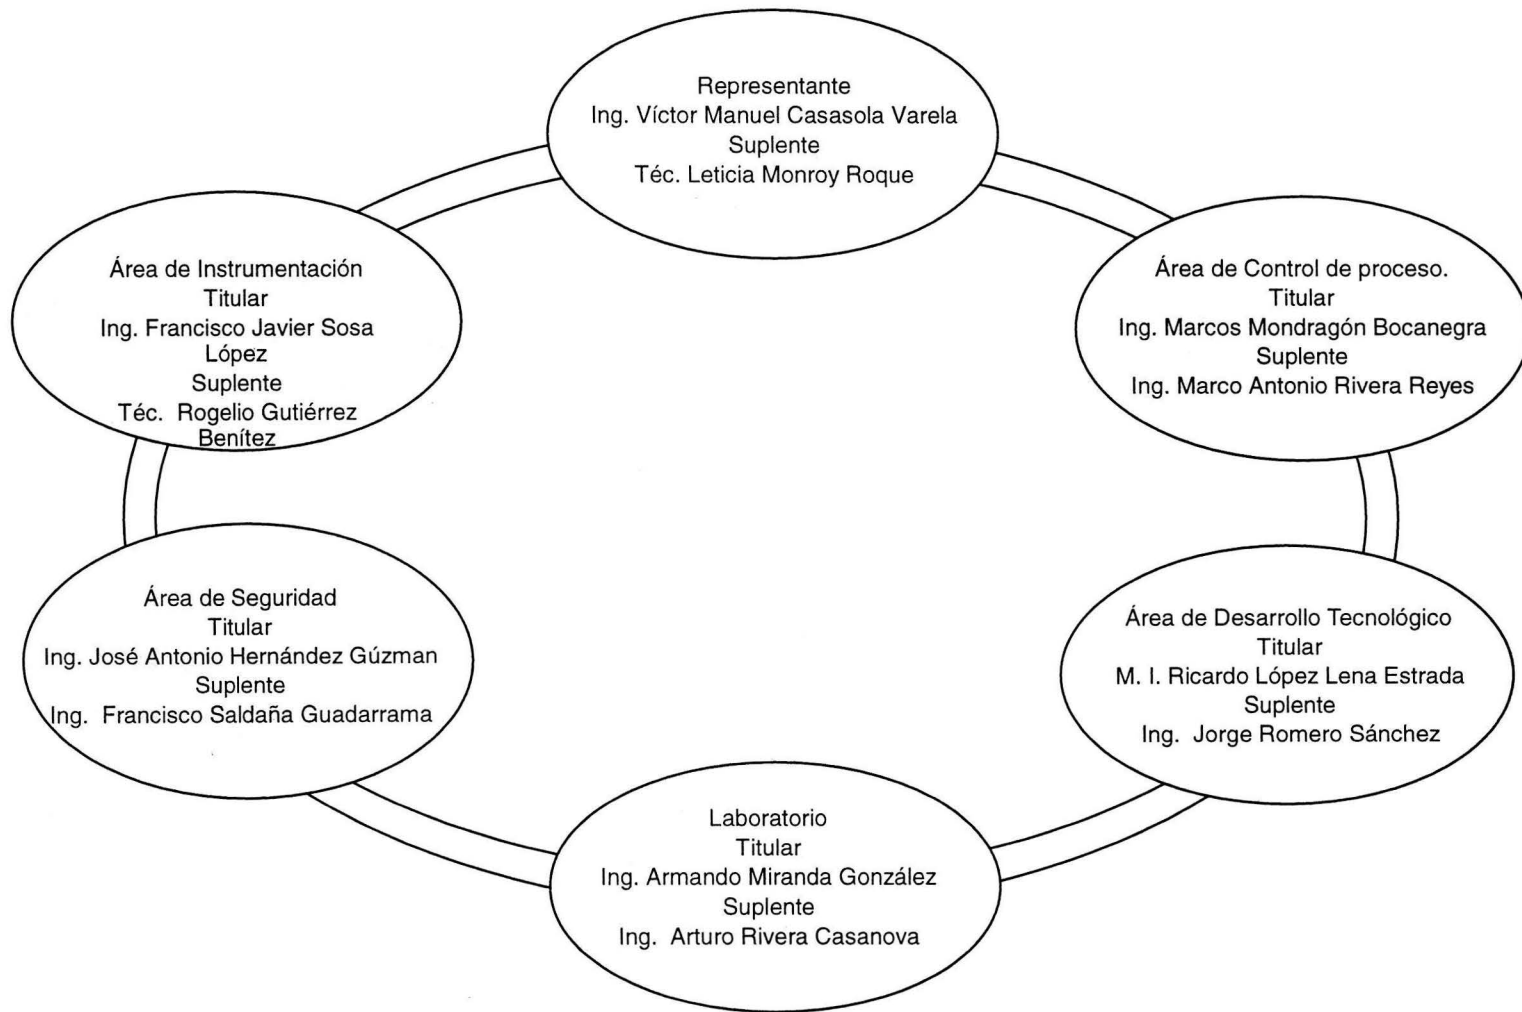 Representante
Ing. Víctor Manuel Casasola Varela
Suplente
Téc. Leticia Monroy Roque
Área de Instrumentación
Titular
Ing. Francisco Javier Sosa
López
Suplente
Téc. Rogelio Gutiérrez
Benítez
Área de Control de proceso.
Titular
Ing. Marcos Mondragón Bocanegra
Suplente
Ing. Marco Antonio Rivera Reyes
Área de Seguridad
Titular
Ing. José Antonio Hernández Gúzman
Suplente
Ing. Francisco Saldaña Guadarrama
Área de Desarrollo Tecnológico
Titular
M. I. Ricardo López Lena Estrada
Suplente
Ing. Jorge Romero Sánchez
Laboratorio
Titular
Ing. Armando Miranda González
Suplente
Ing. Arturo Rivera Casanova